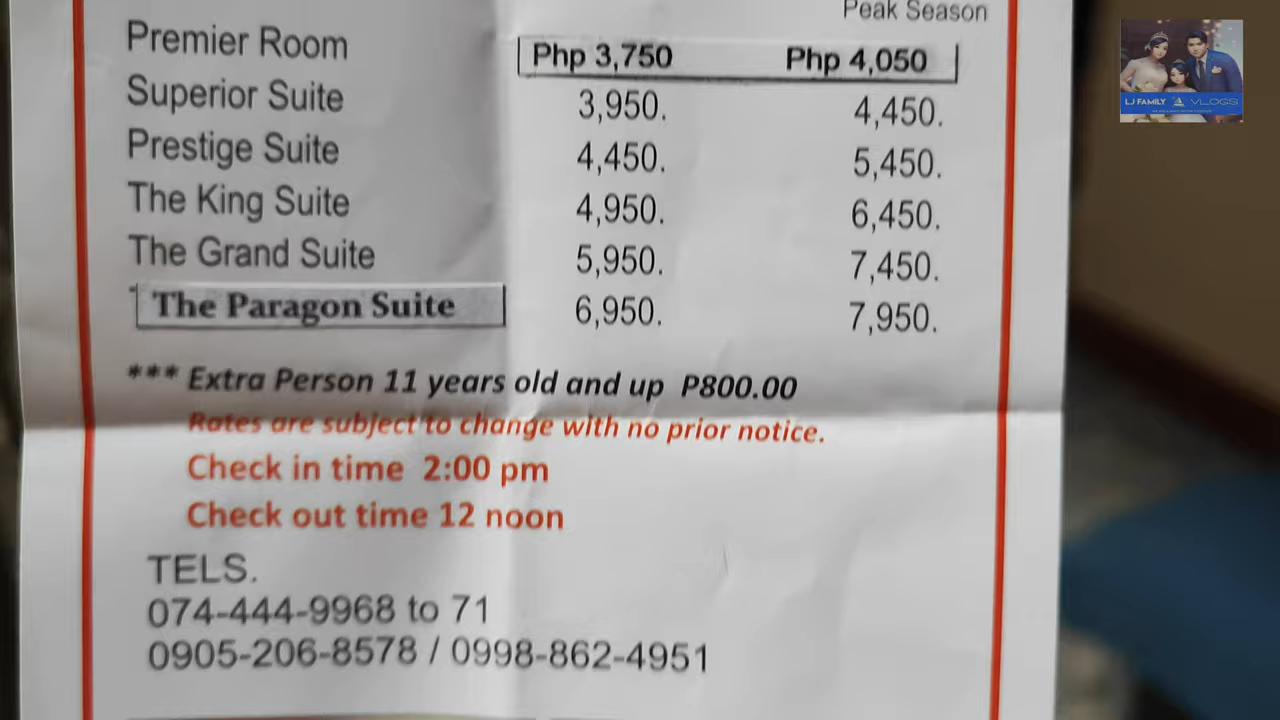 Peak Season
Premier Room Php 3,750 Php 4,050
Superior Suite 3,950. 4,450.
Prestige Suite 4,450. 5,450.
The King Suite 4,950. 6,450.
The Grand Suite 5,950. 7,450.
The Paragon Suite 6,950. 7,950.
*** Extra Person 11 years old and up P800.00
Rates are subject to change with no prior notice.
Check in time 2:00 pm
Check out time 12 noon
TELS.
074-444-9968 to 71
0905-206-8578 / 0998-862-4951
LJ FAMILY VLOGS